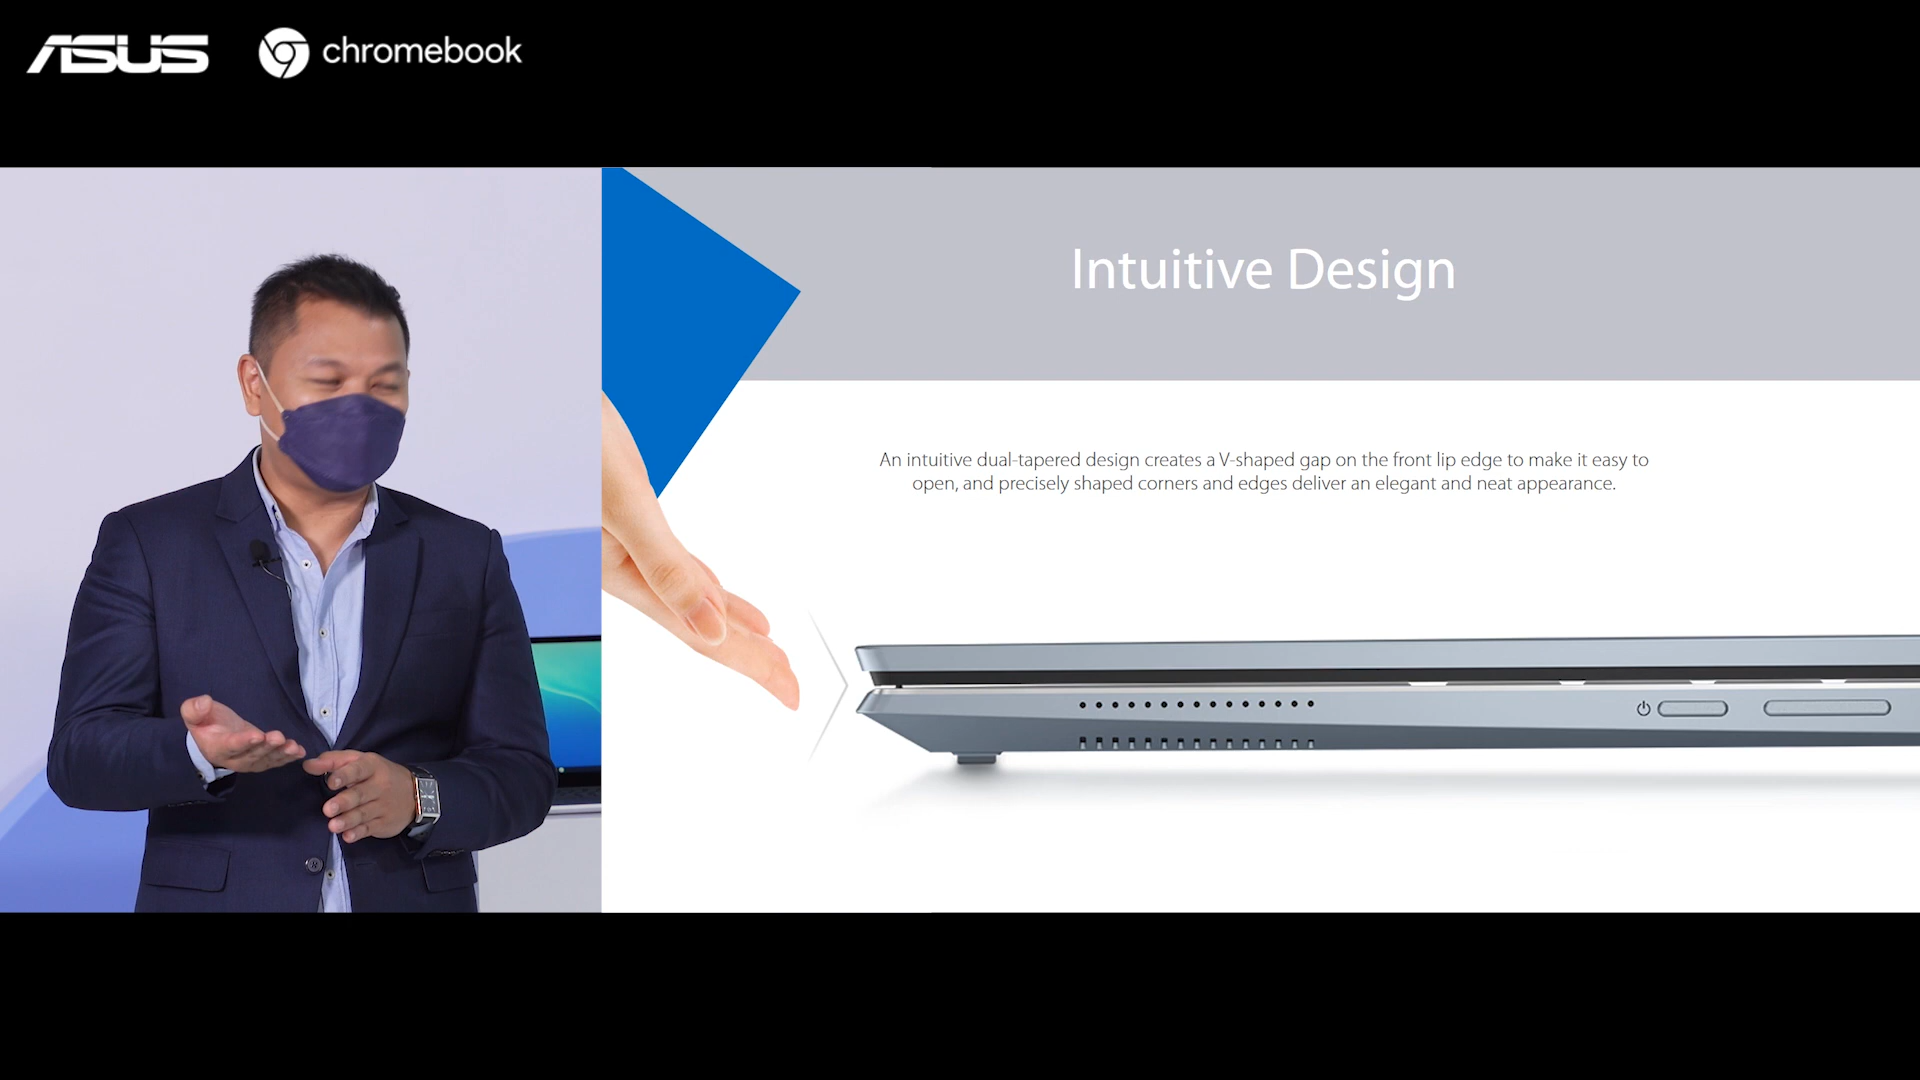 ASUS chromebook
Intuitive Design
An intuitive dual-tapered design creates a V-shaped gap on the front lip edge to make it easy to
open, and precisely shaped corners and edges deliver an elegant and neat appearance.